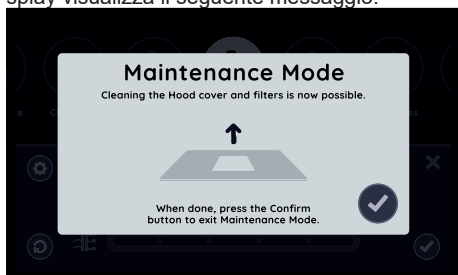 splay visualizza il seguente messaggio:
Maintenance Mode
Cleaning the Hood cover and filters is now possible.
When done, press the Confirm
button to exit Maintenance Mode.